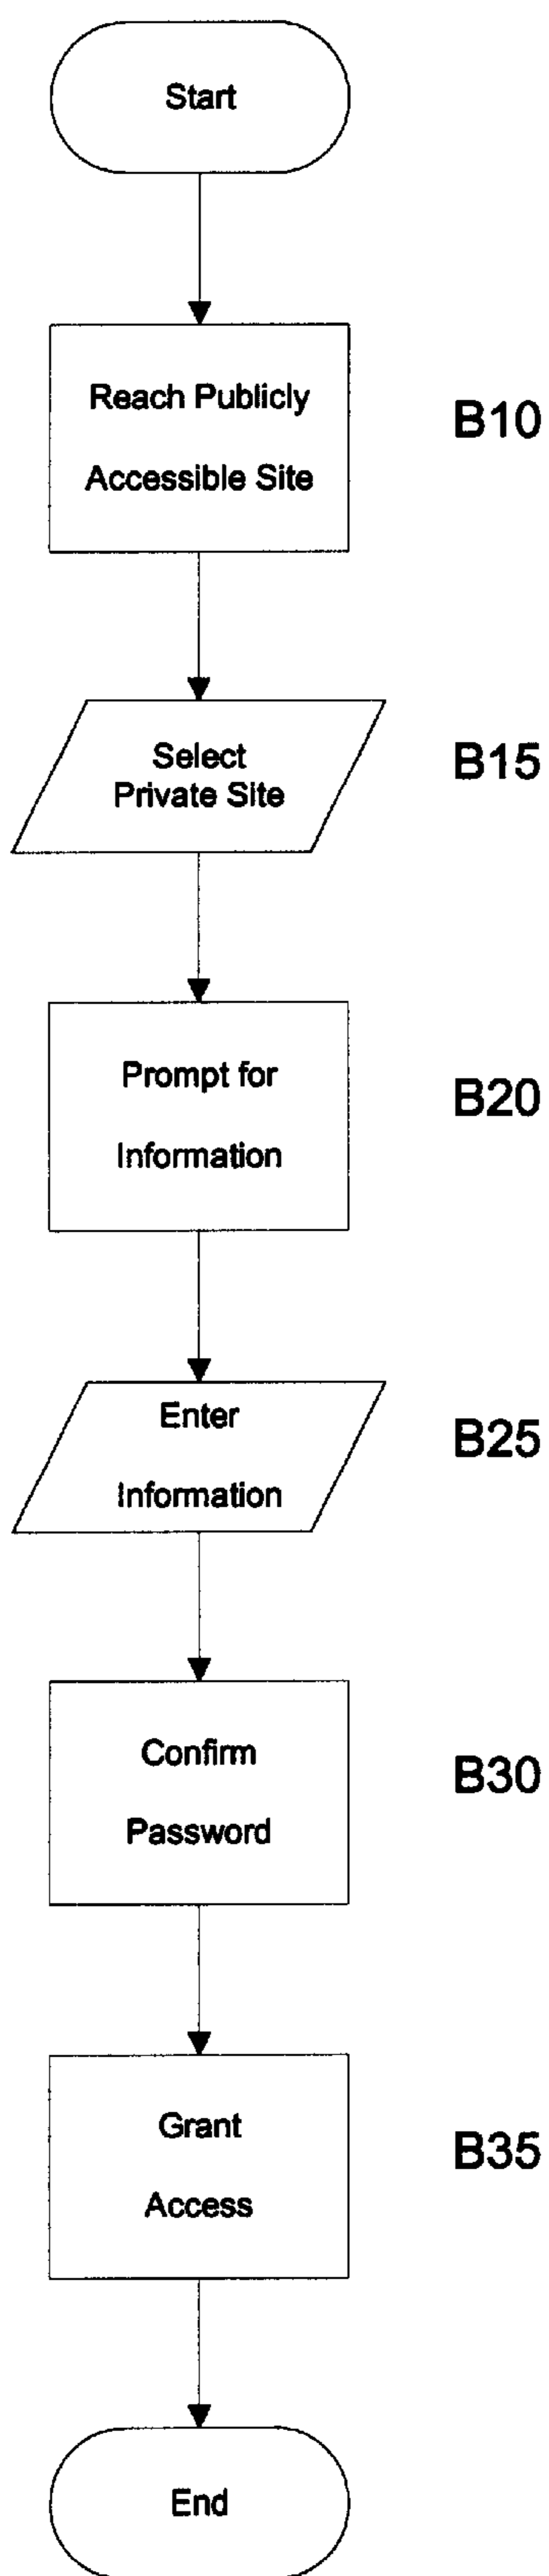 Start
Reach Publicly
Accessible Site
B10
Select
Private Site
B15
Prompt for
Information
B20
Enter
Information
B25
Confirm
Password
B30
Grant
Access
B35
End